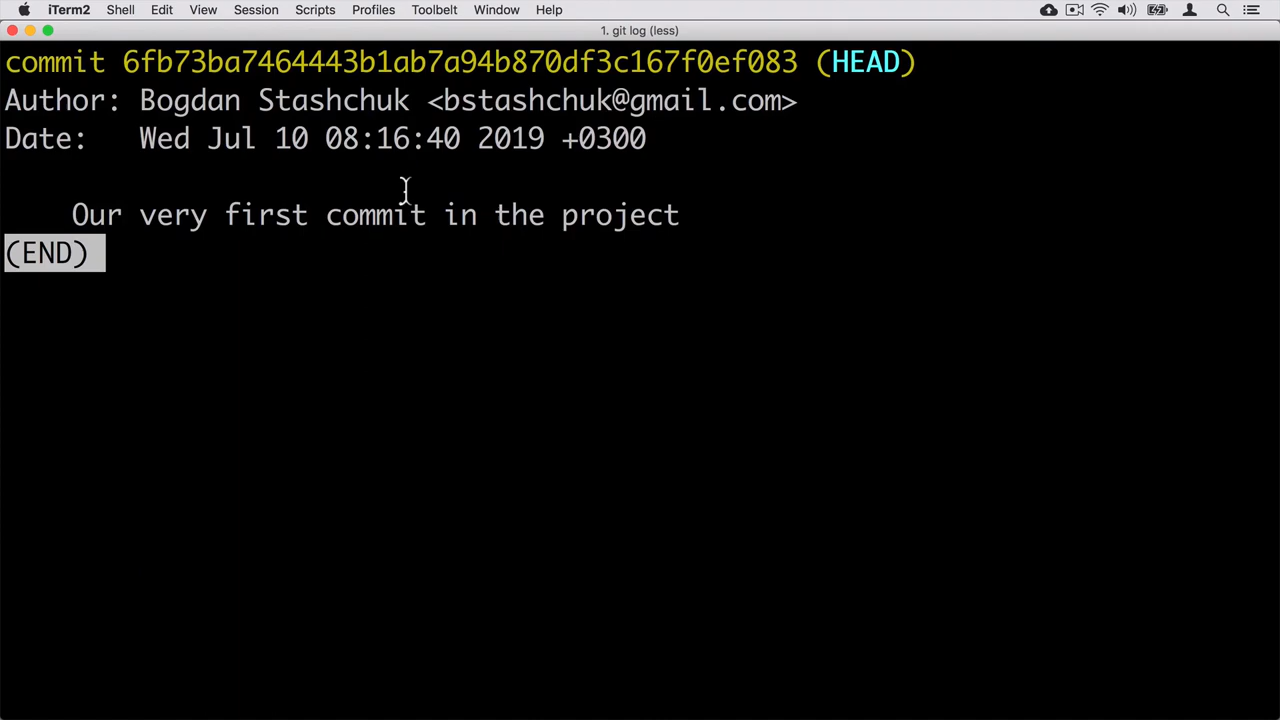 iTerm2 Shell Edit View Session Scripts Profiles Toolbelt Window Help
1. git log (less)
commit 6fb73ba7464443b1ab7a94b870df3c167f0ef083 (HEAD)
Author: Bogdan Stashchuk <bstashchuk@gmail.com>
Date:   Wed Jul 10 08:16:40 2019 +0300
Our very first commit in the project
(END)